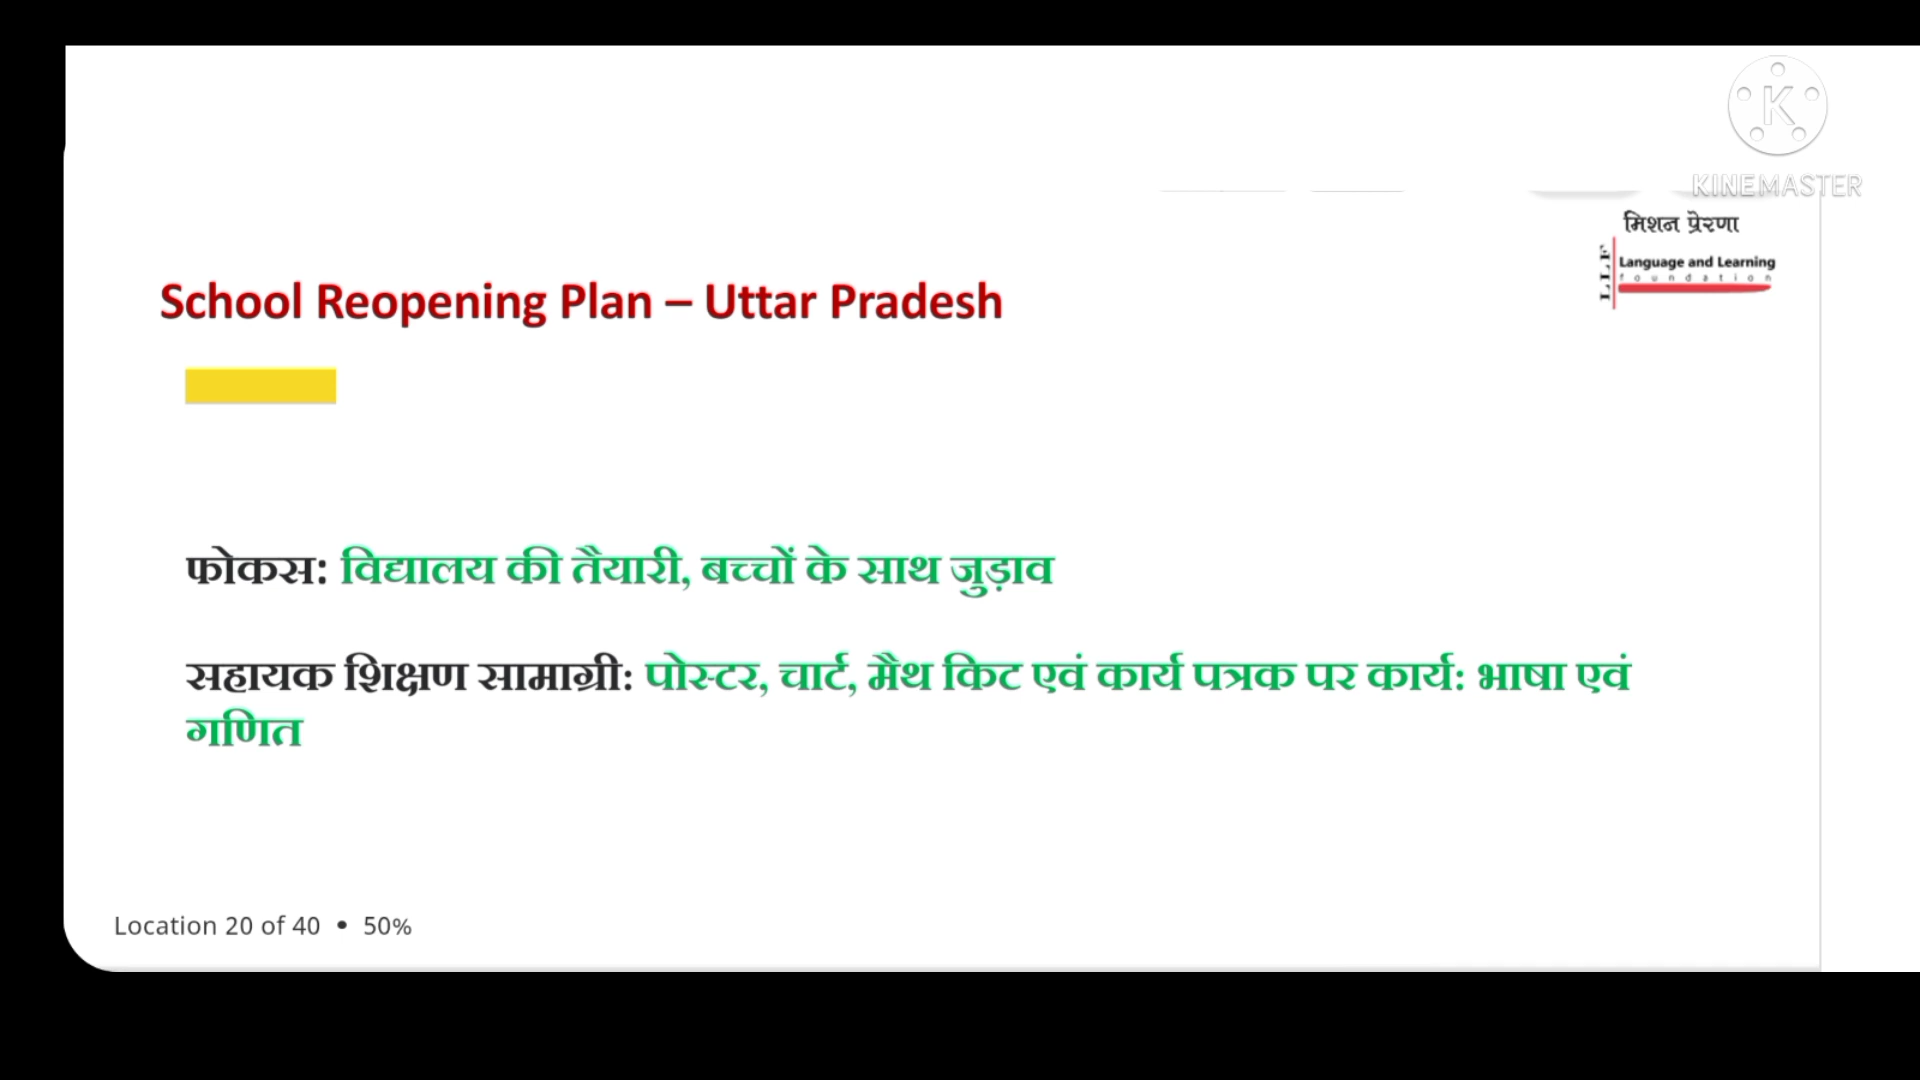 K
KINEMASTER
मिशन प्रेरणा
LLF
Language and Learning
foundation
School Reopening Plan – Uttar Pradesh
फोकस: विद्यालय की तैयारी, बच्चों के साथ जुड़ाव
सहायक शिक्षण सामाग्री: पोस्टर, चार्ट, मैथ किट एवं कार्य पत्रक पर कार्य: भाषा एवं
गणित
Location 20 of 40 • 50%